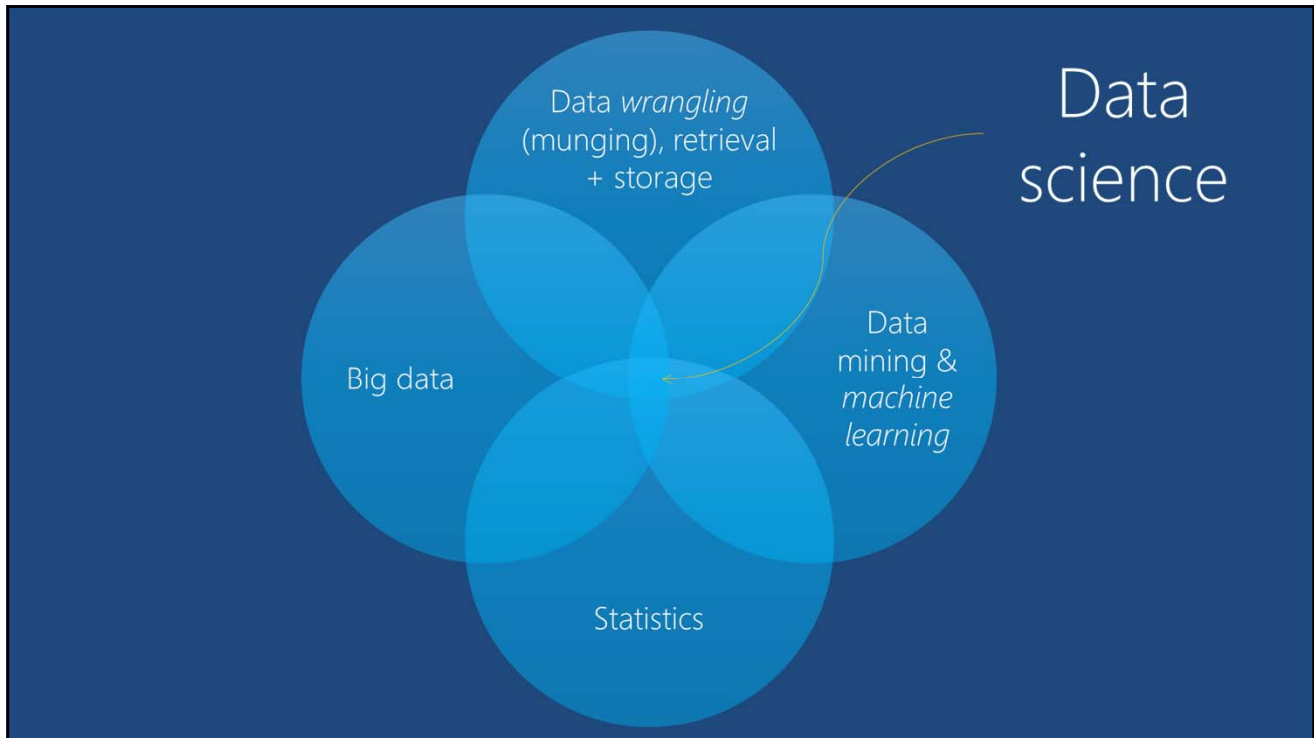 Data
science
Data wrangling
(munging), retrieval
+ storage
Big data
Data
mining &
machine
learning
Statistics